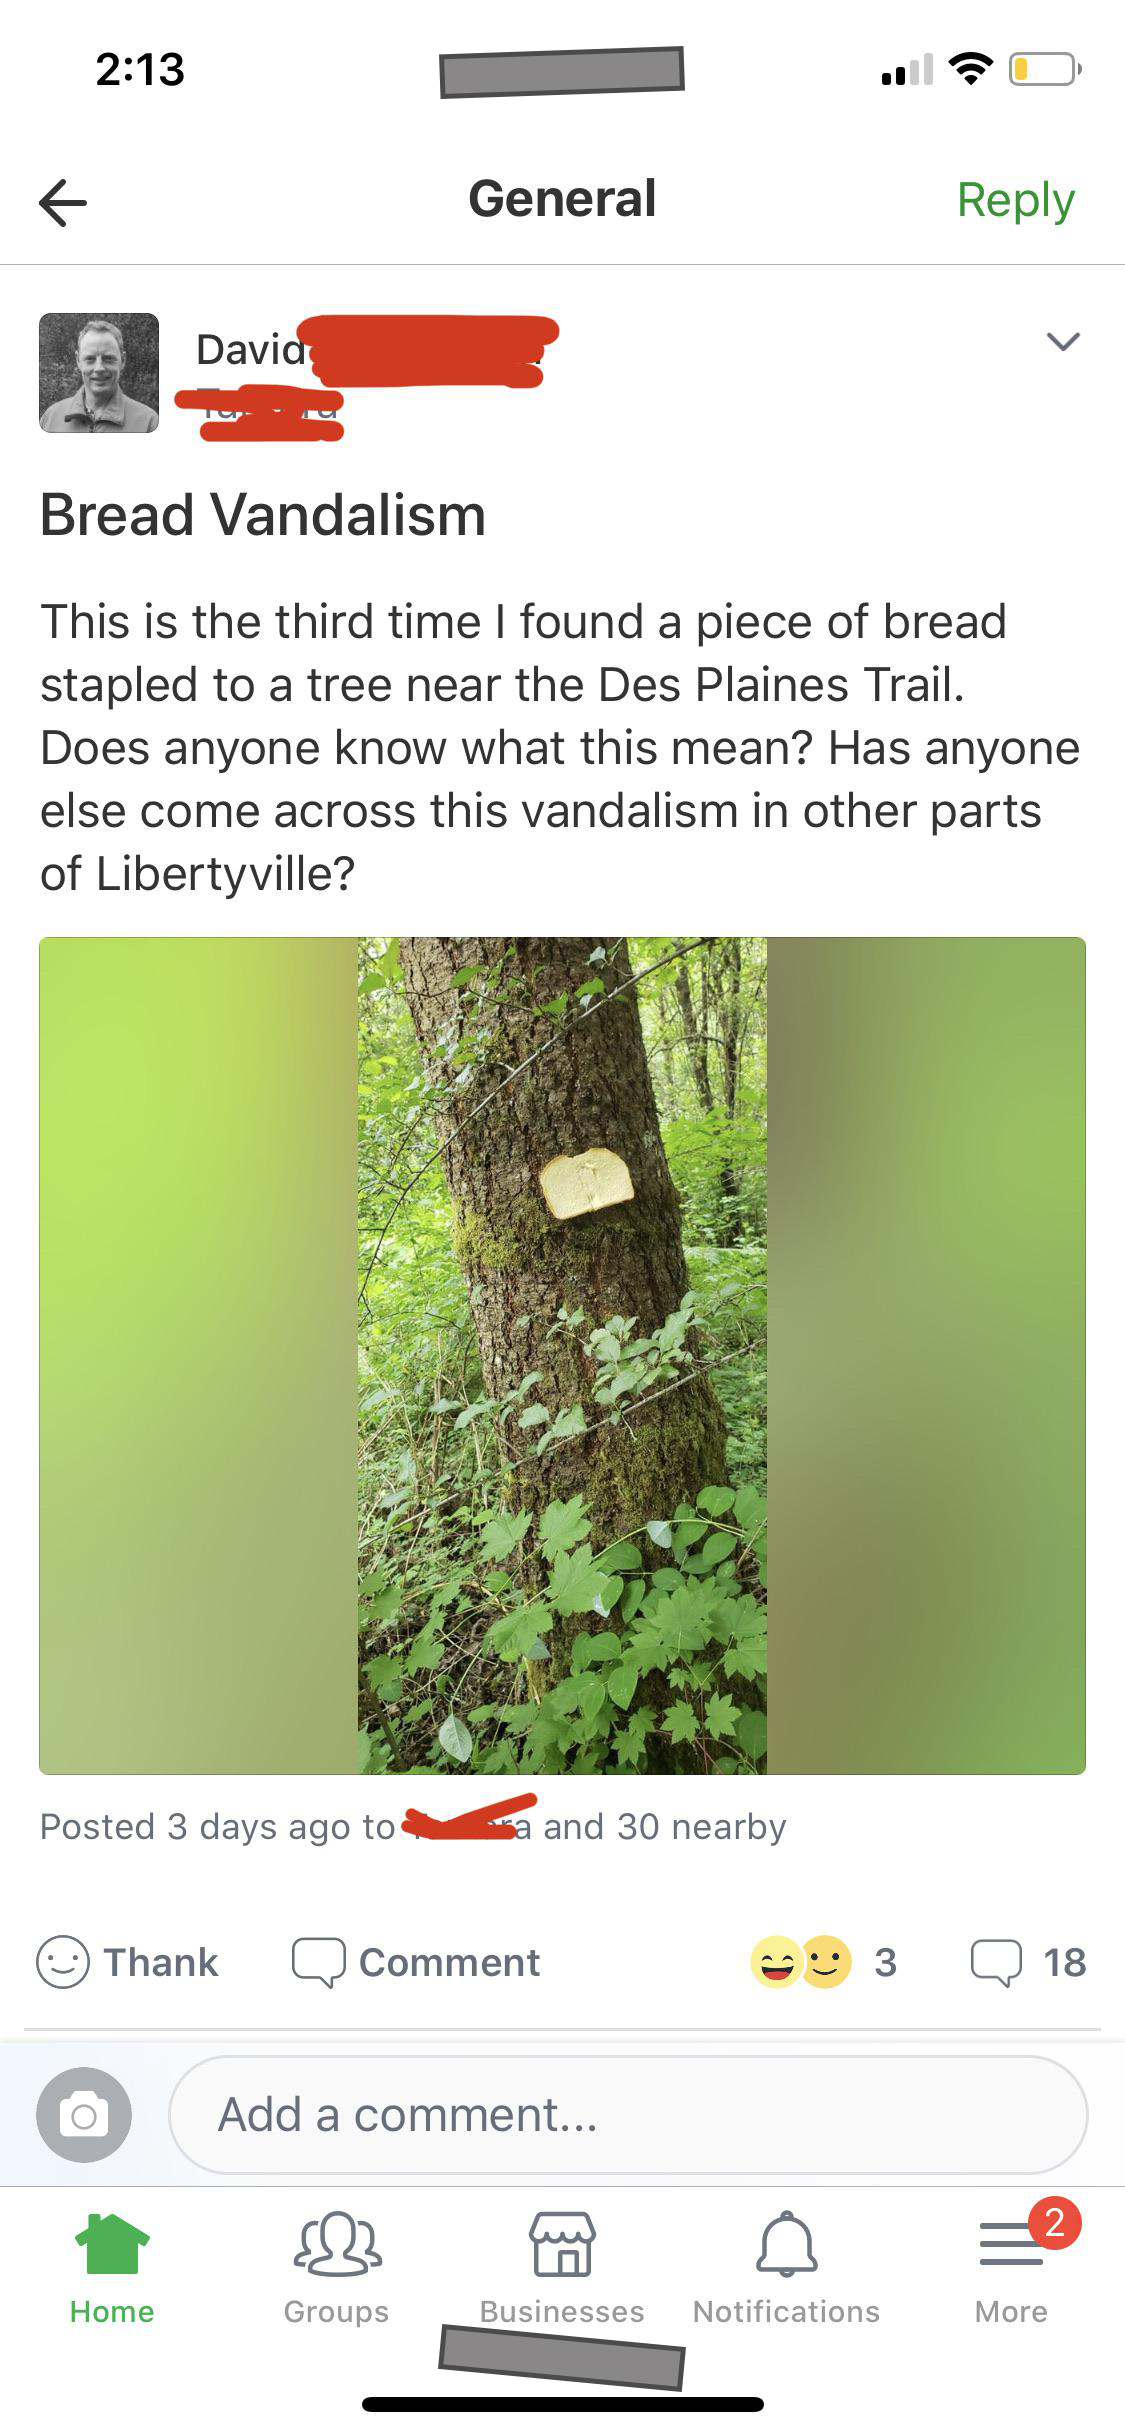 2:13
General
Reply
David
Bread Vandalism
This is the third time I found a piece of bread
stapled to a tree near the Des Plaines Trail.
Does anyone know what this mean? Has anyone
else come across this vandalism in other parts
of Libertyville?
Posted 3 days ago to and 30 nearby
Thank
Comment
3
18
Add a comment...
2
Home
Groups
Businesses
Notifications
More